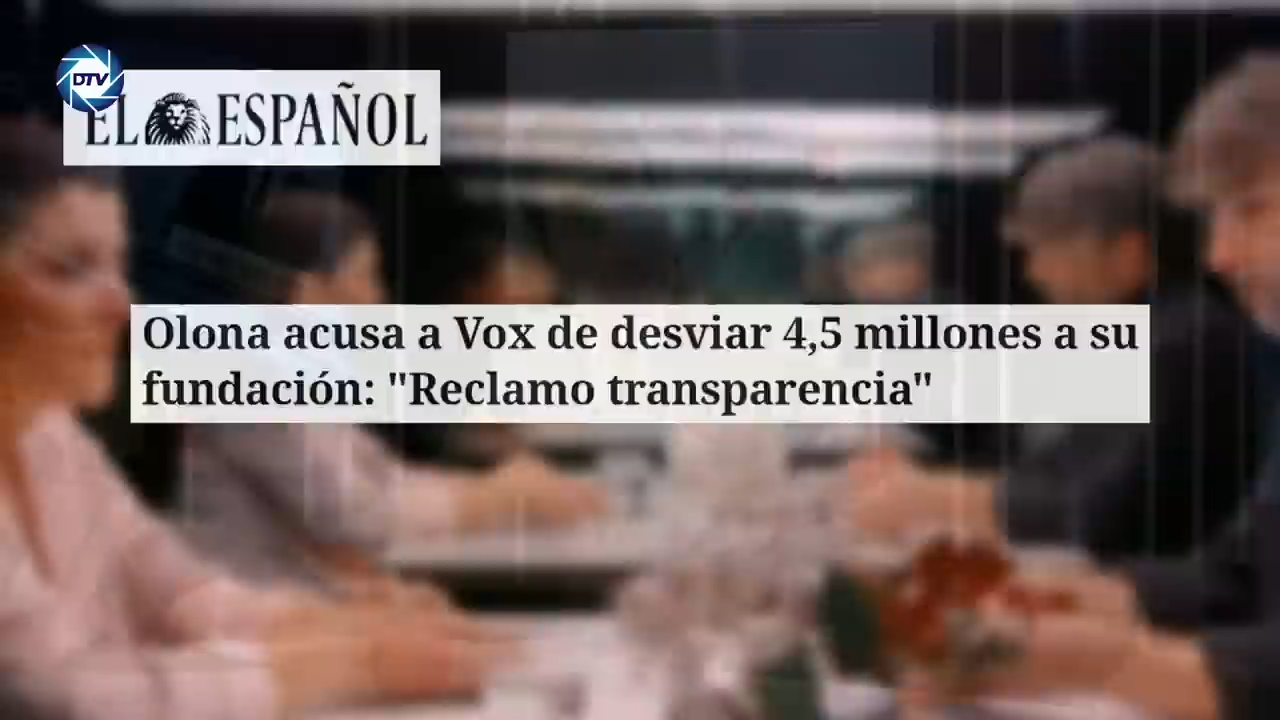 DTV
EL ESPAÑOL
Olona acusa a Vox de desviar 4,5 millones a su
fundación: "Reclamo transparencia"